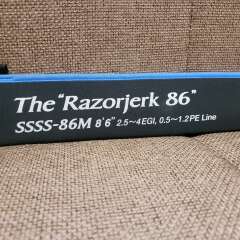 The "Razorjerk 86"
SSSS-86M 8'6" 2.5~4EGI, 0.5~1.2PE Line